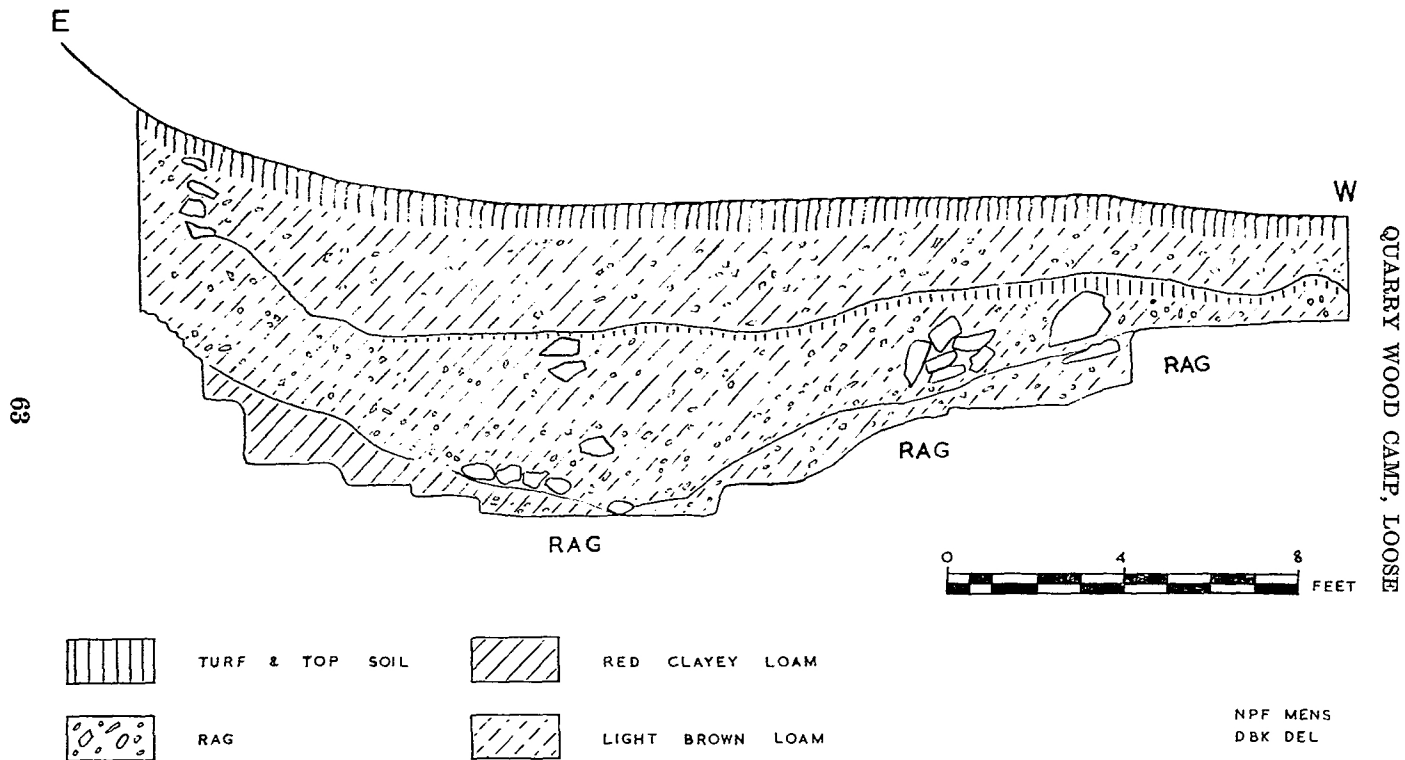 E
W
QUARRY WOOD CAMP, LOOSE
63
RAG
RAG
RAG
0 4 8
FEET
TURF & TOP SOIL
RED CLAYEY LOAM
RAG
LIGHT BROWN LOAM
NPF MENS
DBK DEL